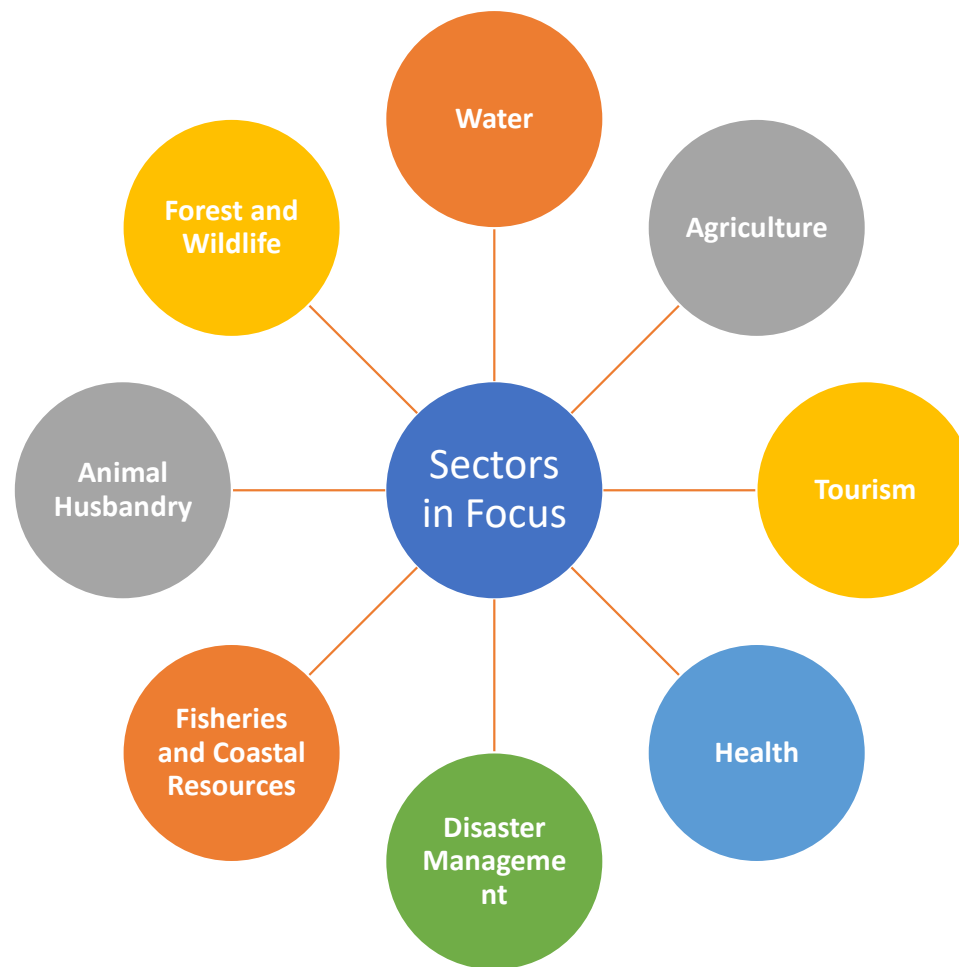 Water
Agriculture
Tourism
Health
Disaster
Manageme
nt
Fisheries
and Coastal
Resources
Animal
Husbandry
Forest and
Wildlife
Sectors
in Focus